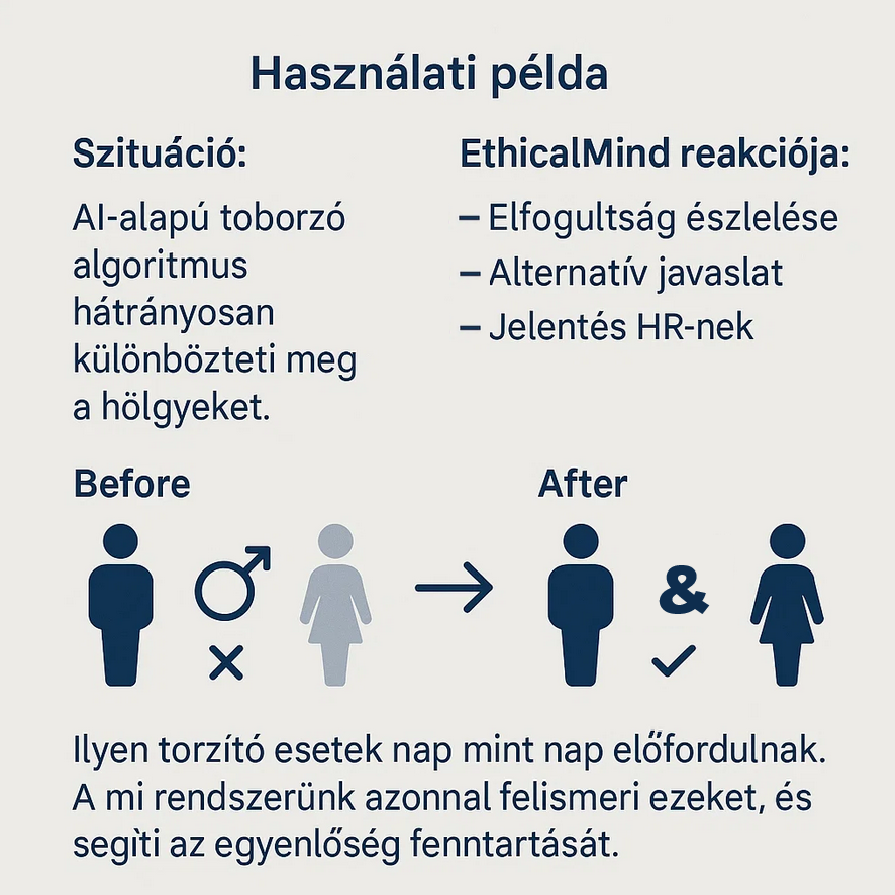 Használati példa
Szituáció:
AI-alapú toborzó
algoritmus
hátrányosan
különbözteti meg
a hölgyeket.
EthicalMind reakciója:
– Elfogultság észlelése
– Alternatív javaslat
– Jelentés HR-nek
Before
After
&
Ilyen torzító esetek nap mint nap előfordulnak.
A mi rendszerünk azonnal felismeri ezeket, és
segìti az egyenlőség fenntartását.